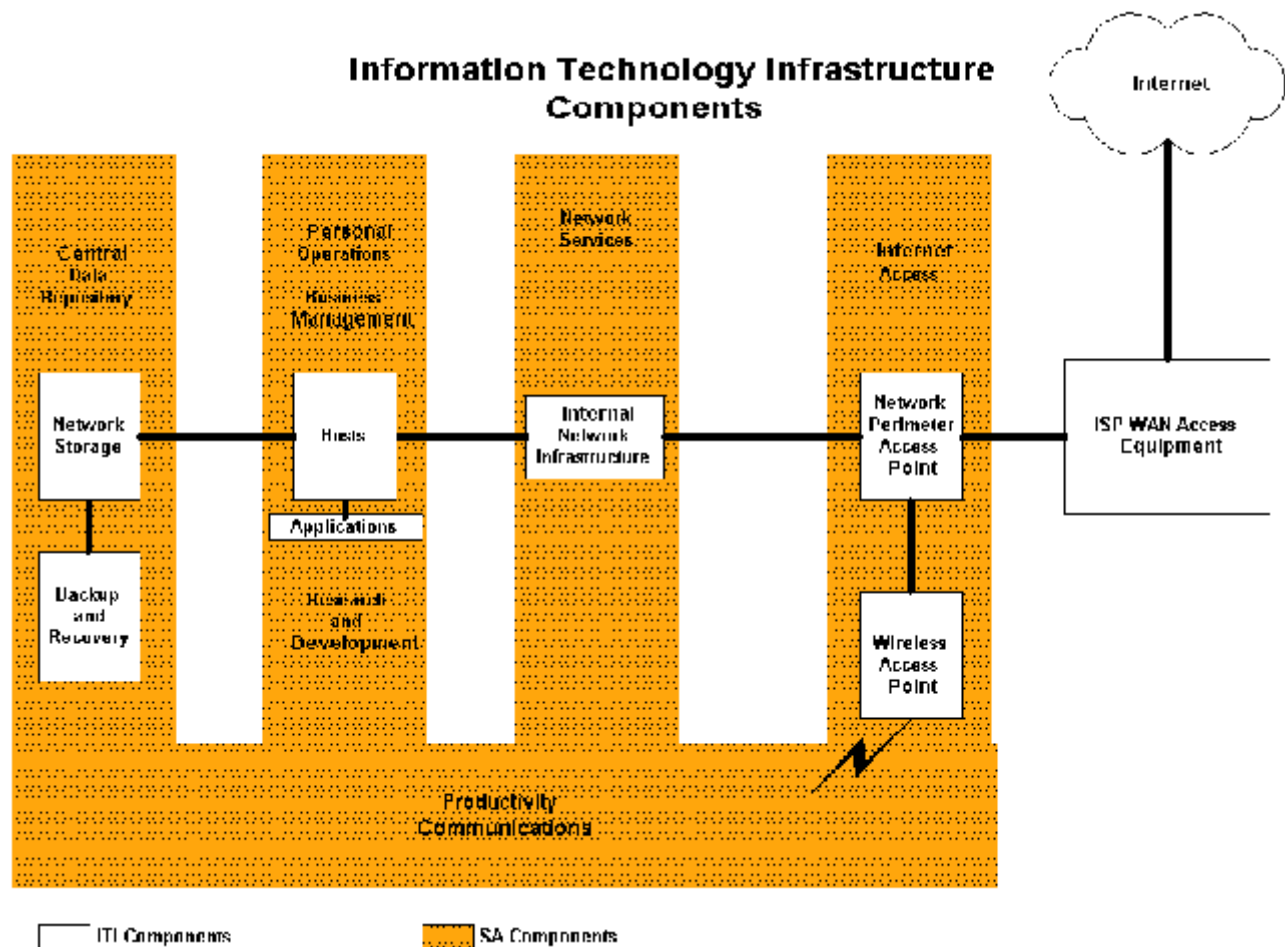 Information Technology Infrastructure
Components
Internet
Central
Data
Repository
Personal
Operations
Business
Management
Network
Services
Internet
Access
Network
Storage
Hosts
Internal
Network
Infrastructure
Network
Perimeter
Access
Point
ISP WAN Access
Equipment
Applications
Backup
and
Recovery
Research
and
Development
Wireless
Access
Point
Productivity
Communications
ITI Components
SA Components